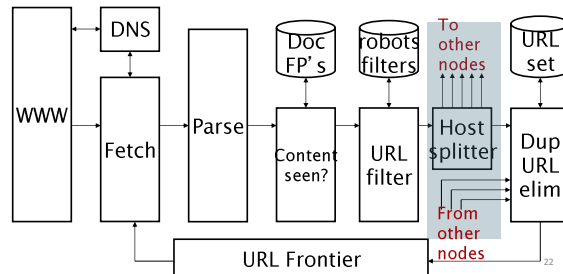 WWW
DNS
Fetch
Parse
Doc
FP's
Content
seen?
robots
filters
URL
filter
To
other
nodes
Host
splitter
From
other
nodes
URL
set
Dup
URL
elim
URL Frontier
22